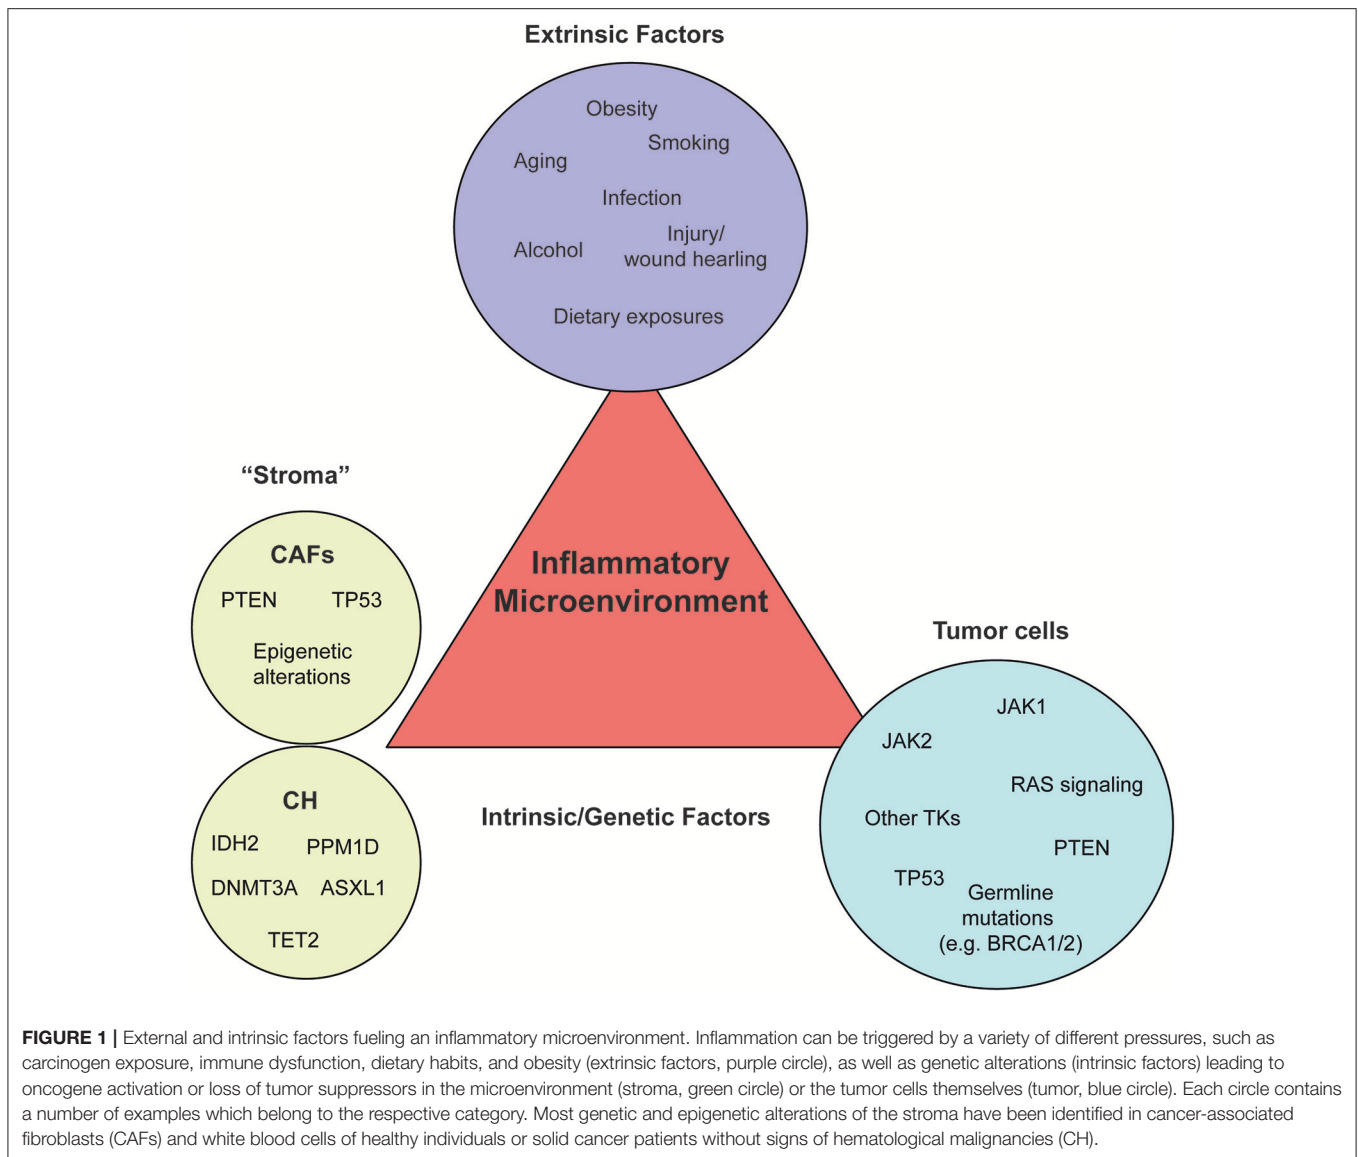 Extrinsic Factors
Obesity
Smoking
Aging
Infection
Injury/
Alcohol
wound hearling
Dietary exposures
“Stroma”
CAFs
PTEN TP53
Epigenetic
alterations
Inflammatory
Microenvironment
CH
IDH2 PPM1D
DNMT3A ASXL1
TET2
Intrinsic/Genetic Factors
Tumor cells
JAK1
JAK2
RAS signaling
Other TKs
PTEN
TP53
Germline
mutations
(e.g. BRCA1/2)
FIGURE 1 | External and intrinsic factors fueling an inflammatory microenvironment. Inflammation can be triggered by a variety of different pressures, such as
carcinogen exposure, immune dysfunction, dietary habits, and obesity (extrinsic factors, purple circle), as well as genetic alterations (intrinsic factors) leading to
oncogene activation or loss of tumor suppressors in the microenvironment (stroma, green circle) or the tumor cells themselves (tumor, blue circle). Each circle contains
a number of examples which belong to the respective category. Most genetic and epigenetic alterations of the stroma have been identified in cancer-associated
fibroblasts (CAFs) and white blood cells of healthy individuals or solid cancer patients without signs of hematological malignancies (CH).